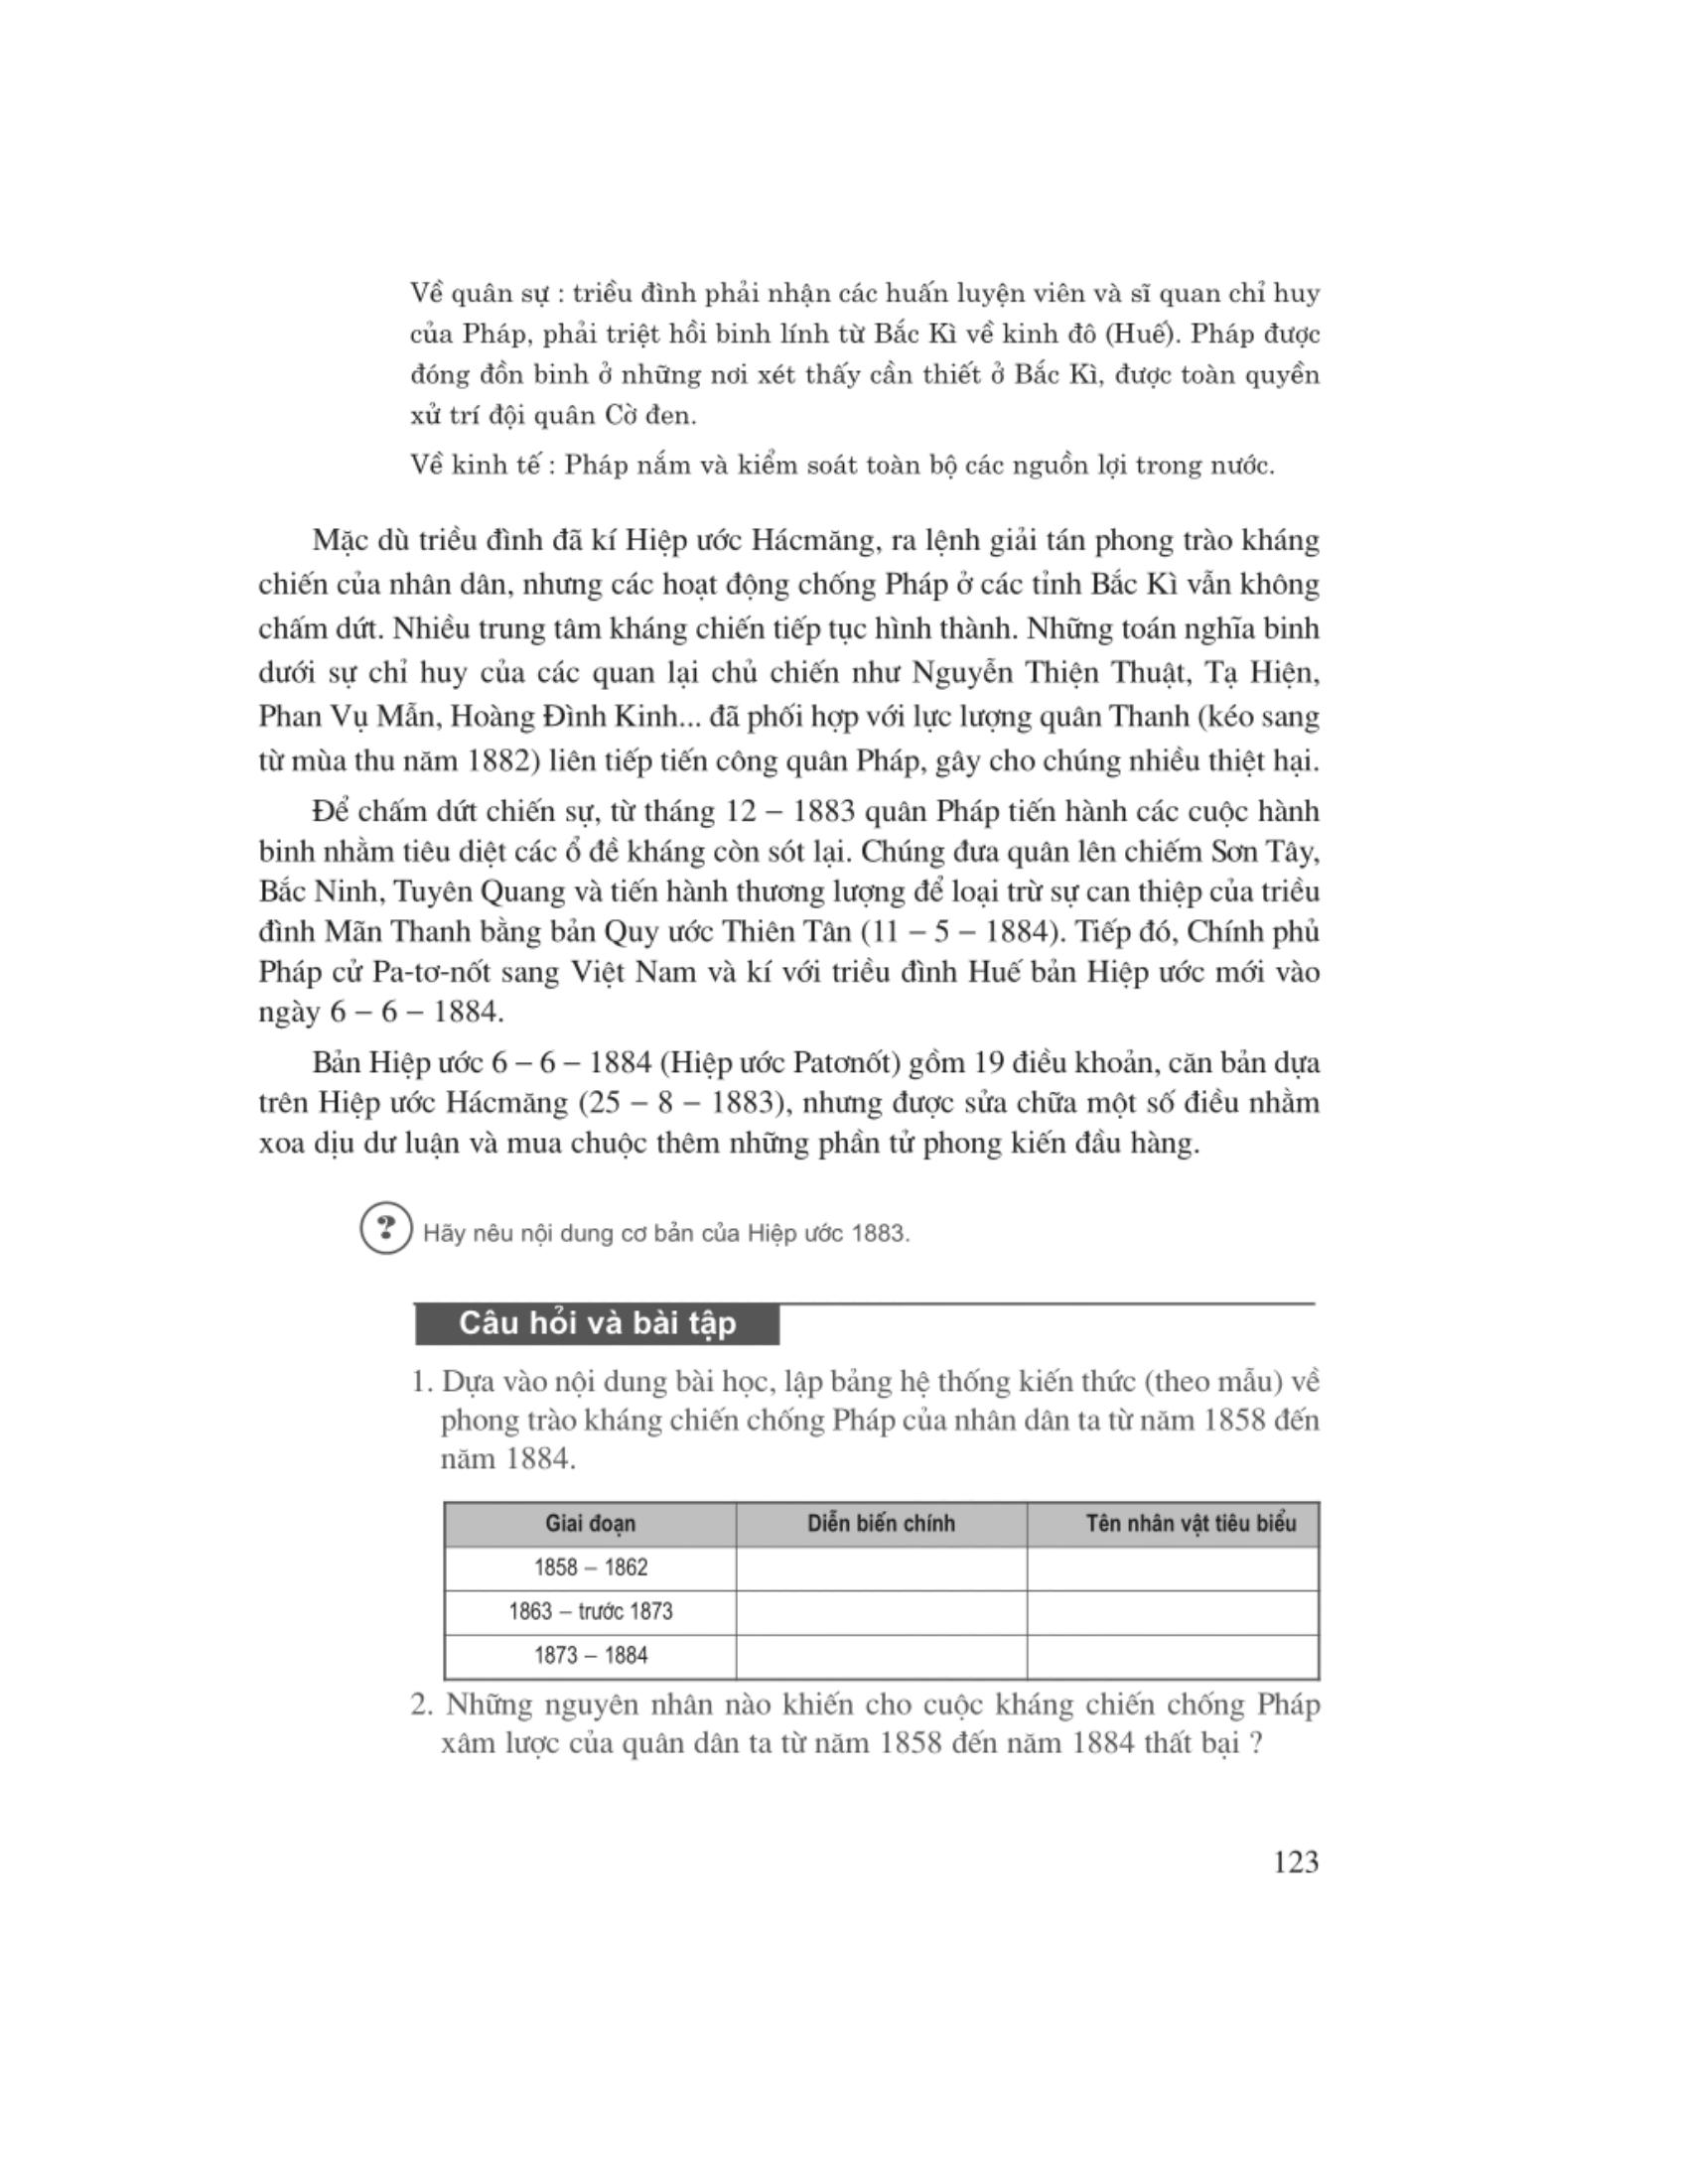 Về quân sự : triều đình phải nhận các huấn luyện viên và sĩ quan chỉ huy
của Pháp, phải triệt hồi binh lính từ Bắc Kì về kinh đô (Huế). Pháp được
đóng đồn binh ở những nơi xét thấy cần thiết ở Bắc Kì, được toàn quyền
xử trí đội quân Cờ đen.
Về kinh tế : Pháp nắm và kiểm soát toàn bộ các nguồn lợi trong nước.
Mặc dù triều đình đã kí Hiệp ước Hácmăng, ra lệnh giải tán phong trào kháng
chiến của nhân dân, nhưng các hoạt động chống Pháp ở các tỉnh Bắc Kì vẫn không
chấm dứt. Nhiều trung tâm kháng chiến tiếp tục hình thành. Những toán nghĩa binh
dưới sự chỉ huy của các quan lại chủ chiến như Nguyễn Thiện Thuật, Tạ Hiện,
Phan Vụ Mẫn, Hoàng Đình Kinh... đã phối hợp với lực lượng quân Thanh (kéo sang
từ mùa thu năm 1882) liên tiếp tiến công quân Pháp, gây cho chúng nhiều thiệt hại.
Để chấm dứt chiến sự, từ tháng 12 – 1883 quân Pháp tiến hành các cuộc hành
binh nhằm tiêu diệt các ổ đề kháng còn sót lại. Chúng đưa quân lên chiếm Sơn Tây,
Bắc Ninh, Tuyên Quang và tiến hành thương lượng để loại trừ sự can thiệp của triều
đình Mãn Thanh bằng bản Quy ước Thiên Tân (11 – 5 – 1884). Tiếp đó, Chính phủ
Pháp cử Pa-tơ-nốt sang Việt Nam và kí với triều đình Huế bản Hiệp ước mới vào
ngày 6 – 6 – 1884.
Bản Hiệp ước 6 – 6 – 1884 (Hiệp ước Patơnốt) gồm 19 điều khoản, căn bản dựa
trên Hiệp ước Hácmăng (25 – 8 – 1883), nhưng được sửa chữa một số điều nhằm
xoa dịu dư luận và mua chuộc thêm những phần tử phong kiến đầu hàng.
? Hãy nêu nội dung cơ bản của Hiệp ước 1883.
Câu hỏi và bài tập
1. Dựa vào nội dung bài học, lập bảng hệ thống kiến thức (theo mẫu) về
phong trào kháng chiến chống Pháp của nhân dân ta từ năm 1858 đến
năm 1884.
Giai đoạn Diễn biến chính Tên nhân vật tiêu biểu
1858 – 1862
1863 – trước 1873
1873 – 1884
2. Những nguyên nhân nào khiến cho cuộc kháng chiến chống Pháp
xâm lược của quân dân ta từ năm 1858 đến năm 1884 thất bại ?
123